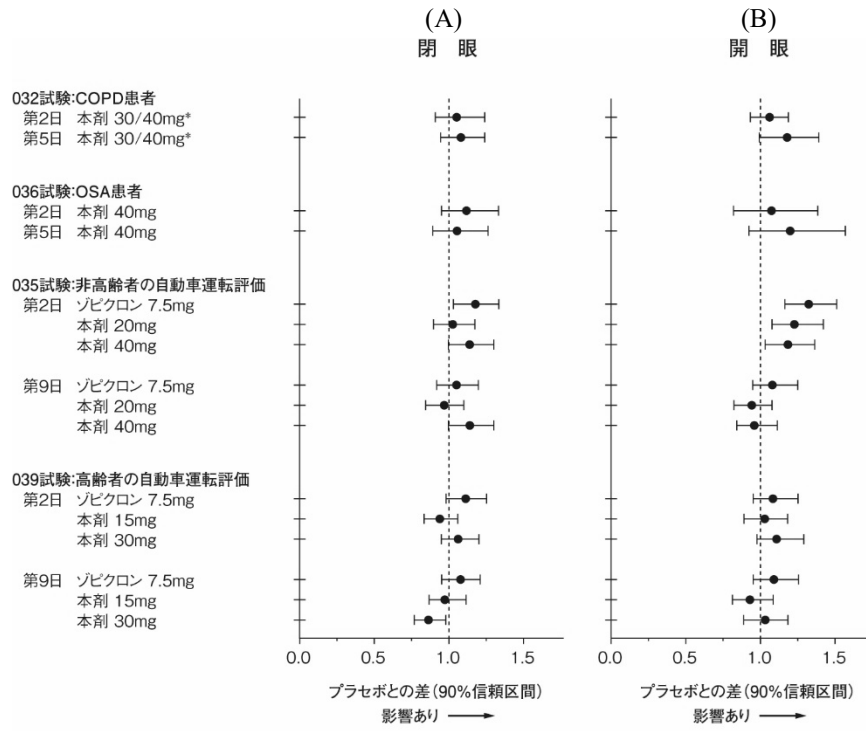 (A) (B)
閉 眼 開 眼
032試験:COPD患者
第2日 本剤 30/40mg*
第5日 本剤 30/40mg*
036試験:OSA患者
第2日 本剤 40mg
第5日 本剤 40mg
035試験:非高齢者の自動車運転評価
第2日 ゾピクロン 7.5mg
本剤 20mg
本剤 40mg
第9日 ゾピクロン 7.5mg
本剤 20mg
本剤 40mg
039試験:高齢者の自動車運転評価
第2日 ゾピクロン 7.5mg
本剤 15mg
本剤 30mg
第9日 ゾピクロン 7.5mg
本剤 15mg
本剤 30mg
0.0 0.5 1.0 1.5 0.0 0.5 1.0 1.5
プラセボとの差(90%信頼区間) プラセボとの差(90%信頼区間)
影響あり → 影響あり →